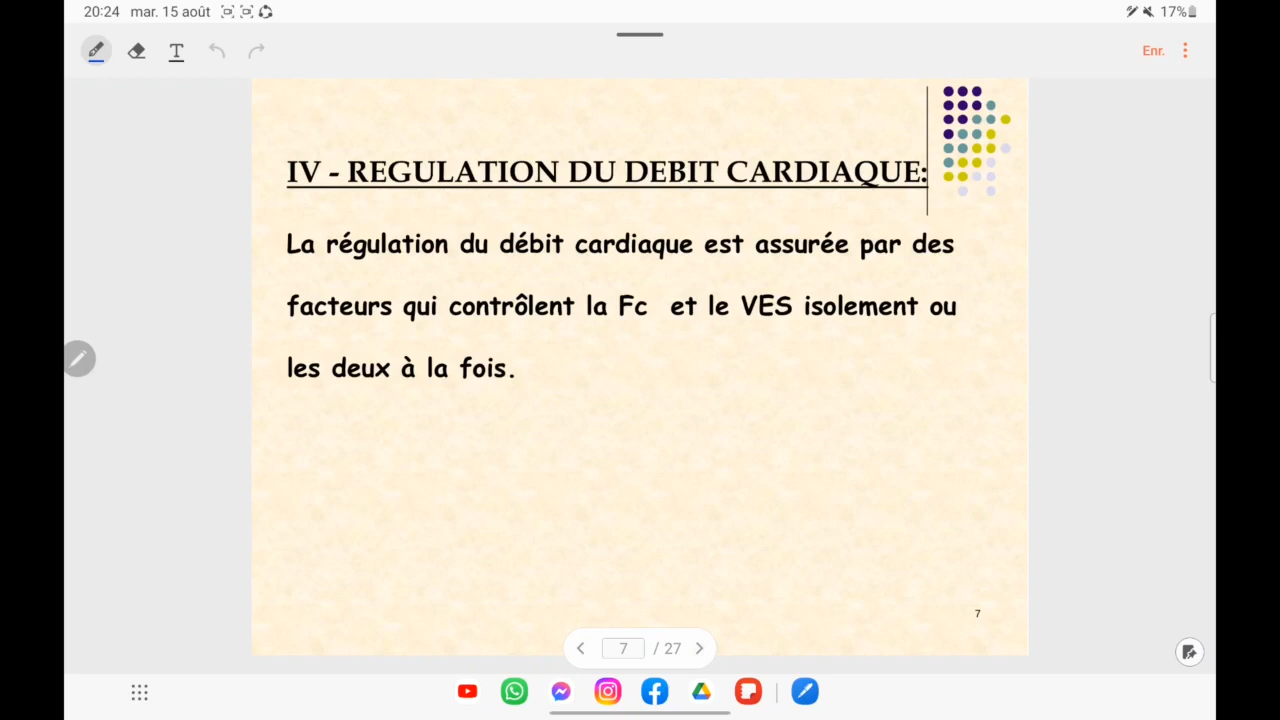 20:24 mar. 15 août
17%
T
Enr.
IV - REGULATION DU DEBIT CARDIAQUE:
La régulation du débit cardiaque est assurée par des
facteurs qui contrôlent la Fc et le VES isolement ou
les deux à la fois.
7
7 / 27